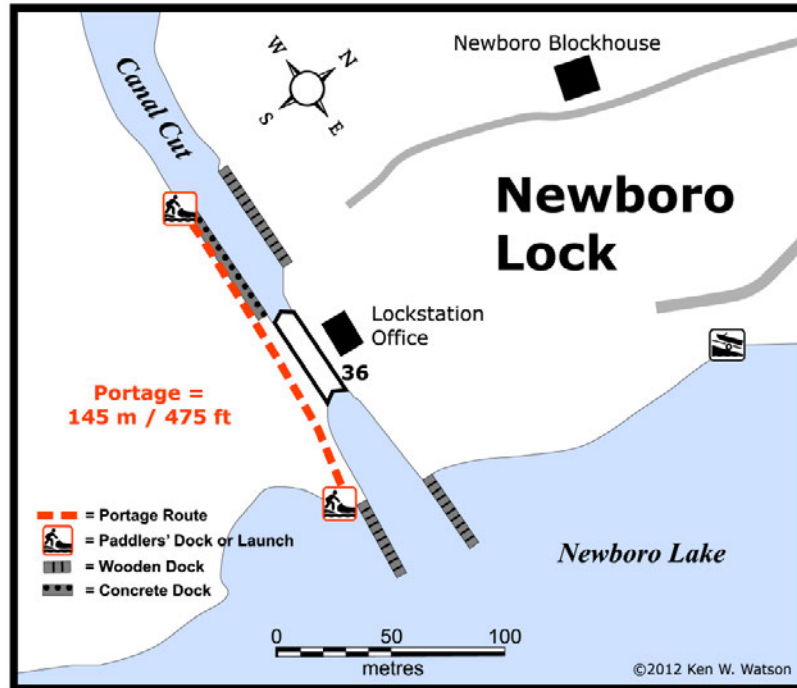 Newboro Blockhouse
W
N
S
E
Canal Cut
Newboro
Lock
Lockstation
Office
36
Portage =
145 m / 475 ft
= Portage Route
= Paddlers' Dock or Launch
= Wooden Dock
= Concrete Dock
Newboro Lake
0 50 100
metres
©2012 Ken W. Watson